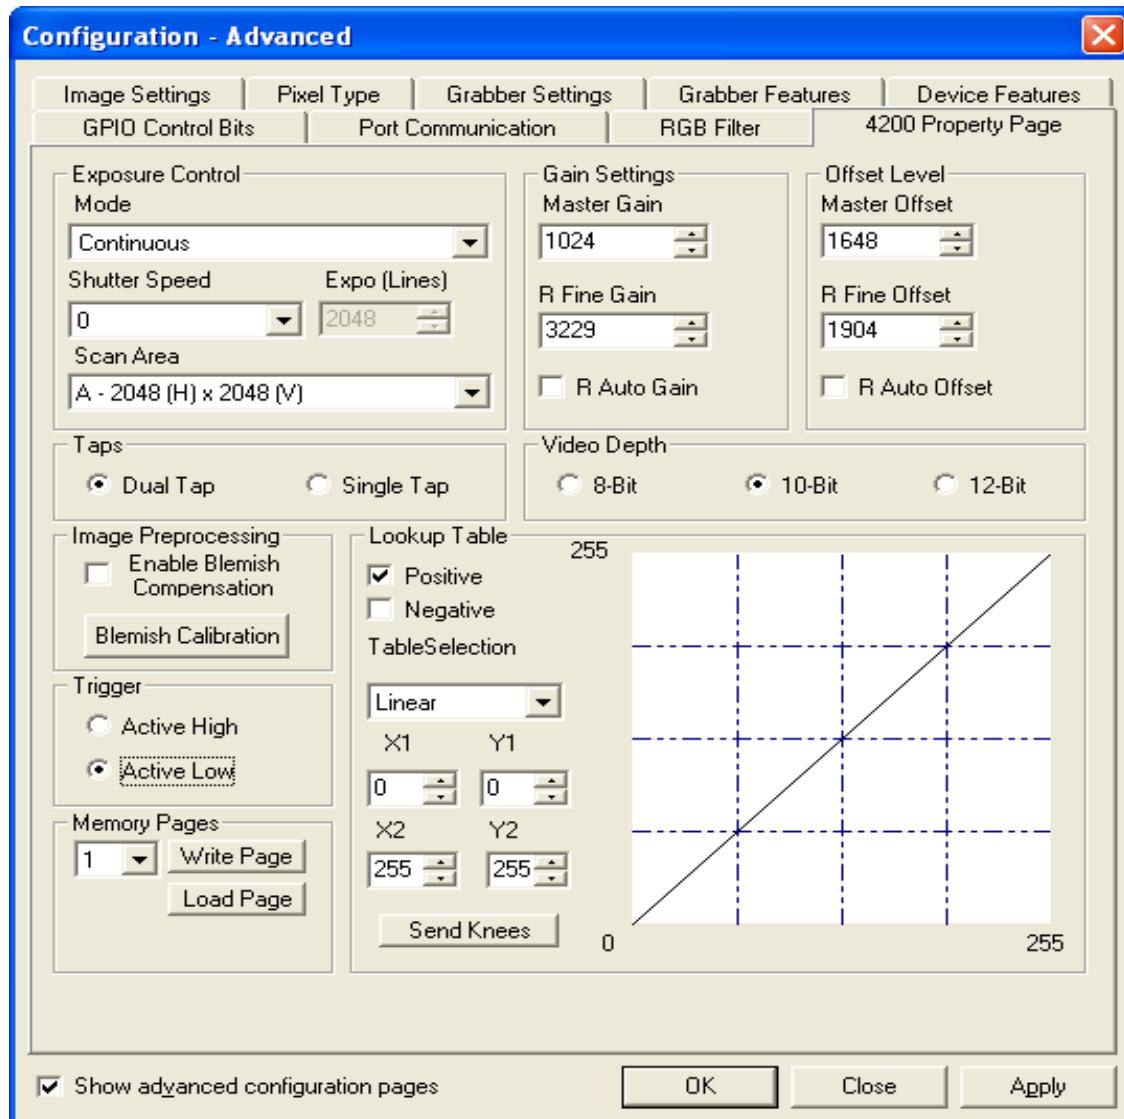 Configuration - Advanced
Image Settings
Pixel Type
Grabber Settings
Grabber Features
Device Features
GPIO Control Bits
Port Communication
RGB Filter
4200 Property Page
Exposure Control
Mode
Continuous
Shutter Speed
Expo (Lines)
0
2048
Scan Area
A - 2048 (H) x 2048 (V)
Gain Settings
Master Gain
1024
R Fine Gain
3229
R Auto Gain
Offset Level
Master Offset
1648
R Fine Offset
1904
R Auto Offset
Taps
Dual Tap
Single Tap
Video Depth
8-Bit
10-Bit
12-Bit
Image Preprocessing
Enable Blemish
Compensation
Blemish Calibration
Trigger
Active High
Active Low
Memory Pages
1
Write Page
Load Page
Lookup Table
Positive
Negative
TableSelection
Linear
X1
Y1
0
0
X2
Y2
255
255
Send Knees
255
0
255
Show advanced configuration pages
OK
Close
Apply